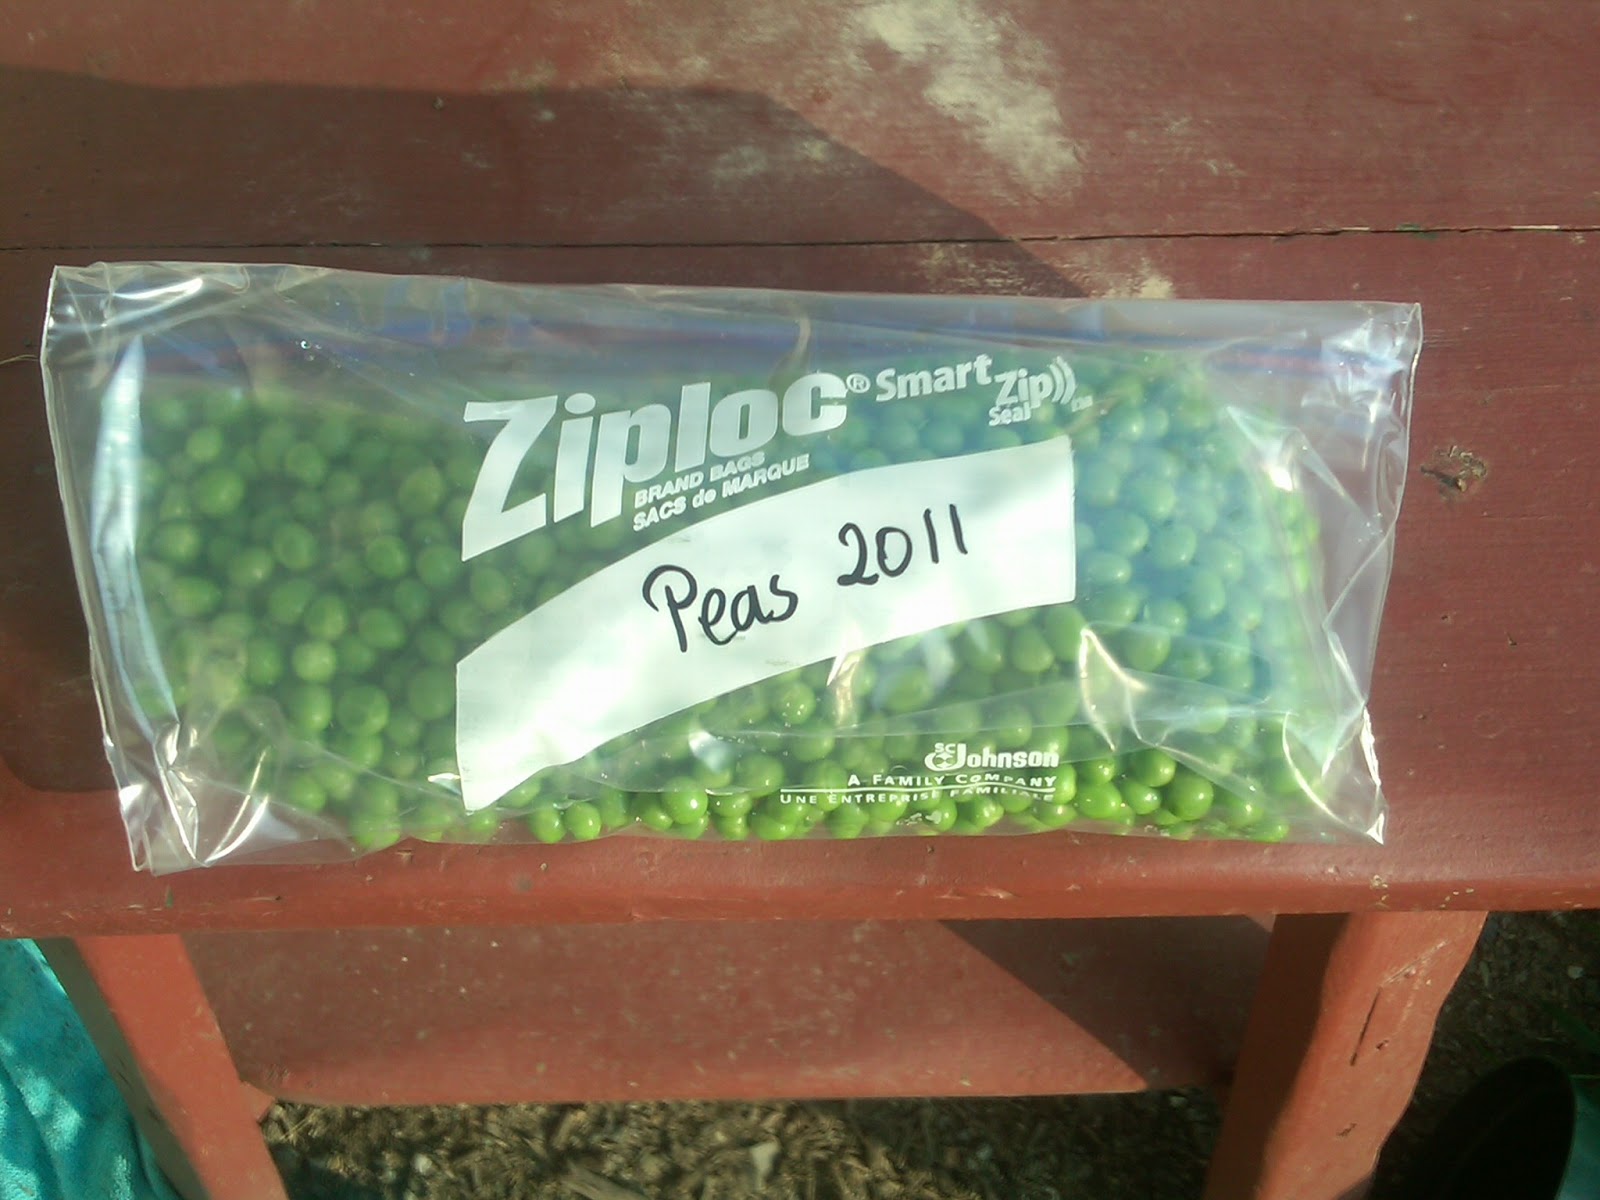 Ziploc® Smart Zip
Seal
BRAND BAGS
SACS de MARQUE
Peas 2011
SC Johnson
A FAMILY COMPANY
UNE ENTREPRISE FAMILIALE